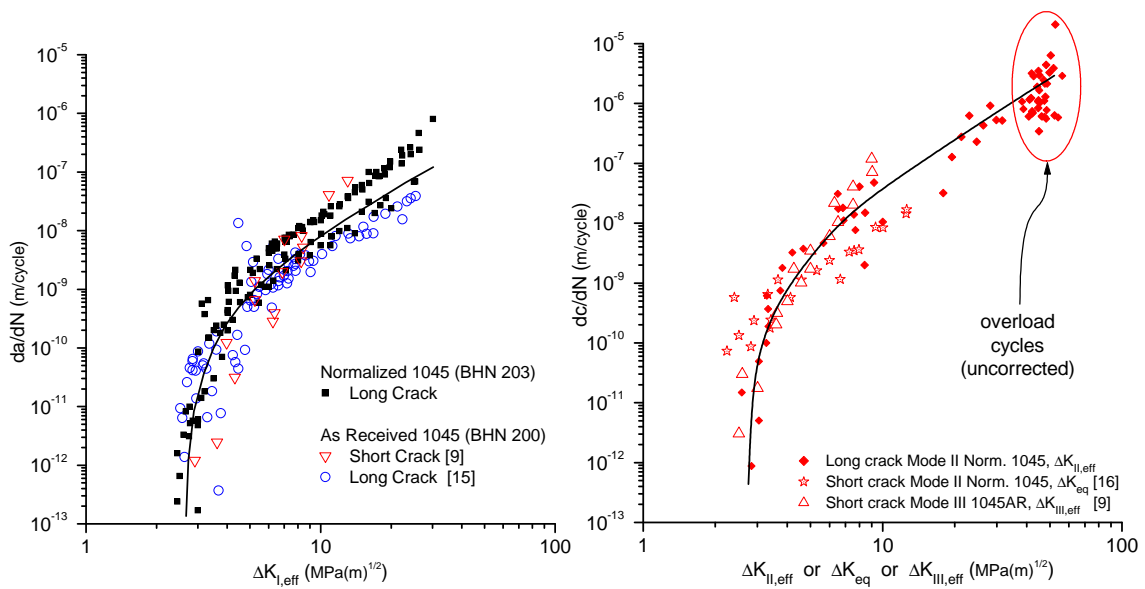 10⁻⁵
10⁻⁶
10⁻⁷
10⁻⁸
10⁻⁹
10⁻¹⁰
10⁻¹¹
10⁻¹²
10⁻¹³
da/dN (m/cycle)
Normalized 1045 (BHN 203)
Long Crack
As Received 1045 (BHN 200)
Short Crack [9]
Long Crack [15]
1 10 100
ΔK_I,eff (MPa(m)^1/2)
10⁻⁵
10⁻⁶
10⁻⁷
10⁻⁸
10⁻⁹
10⁻¹⁰
10⁻¹¹
10⁻¹²
10⁻¹³
dc/dN (m/cycle)
overload
cycles
(uncorrected)
Long crack Mode II Norm. 1045, ΔK_II,eff
Short crack Mode II Norm. 1045, ΔK_eq [16]
Short crack Mode III 1045AR, ΔK_III,eff [9]
1 10 100
ΔK_II,eff or ΔK_eq or ΔK_III,eff (MPa(m)^1/2)